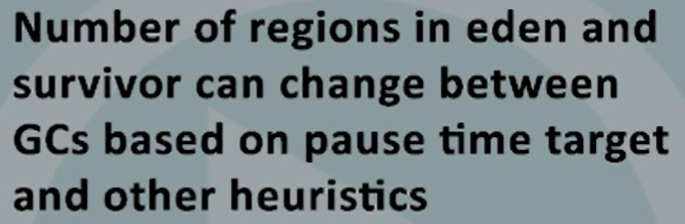 Number of regions in eden and
survivor can change between
GCs based on pause time target
and other heuristics